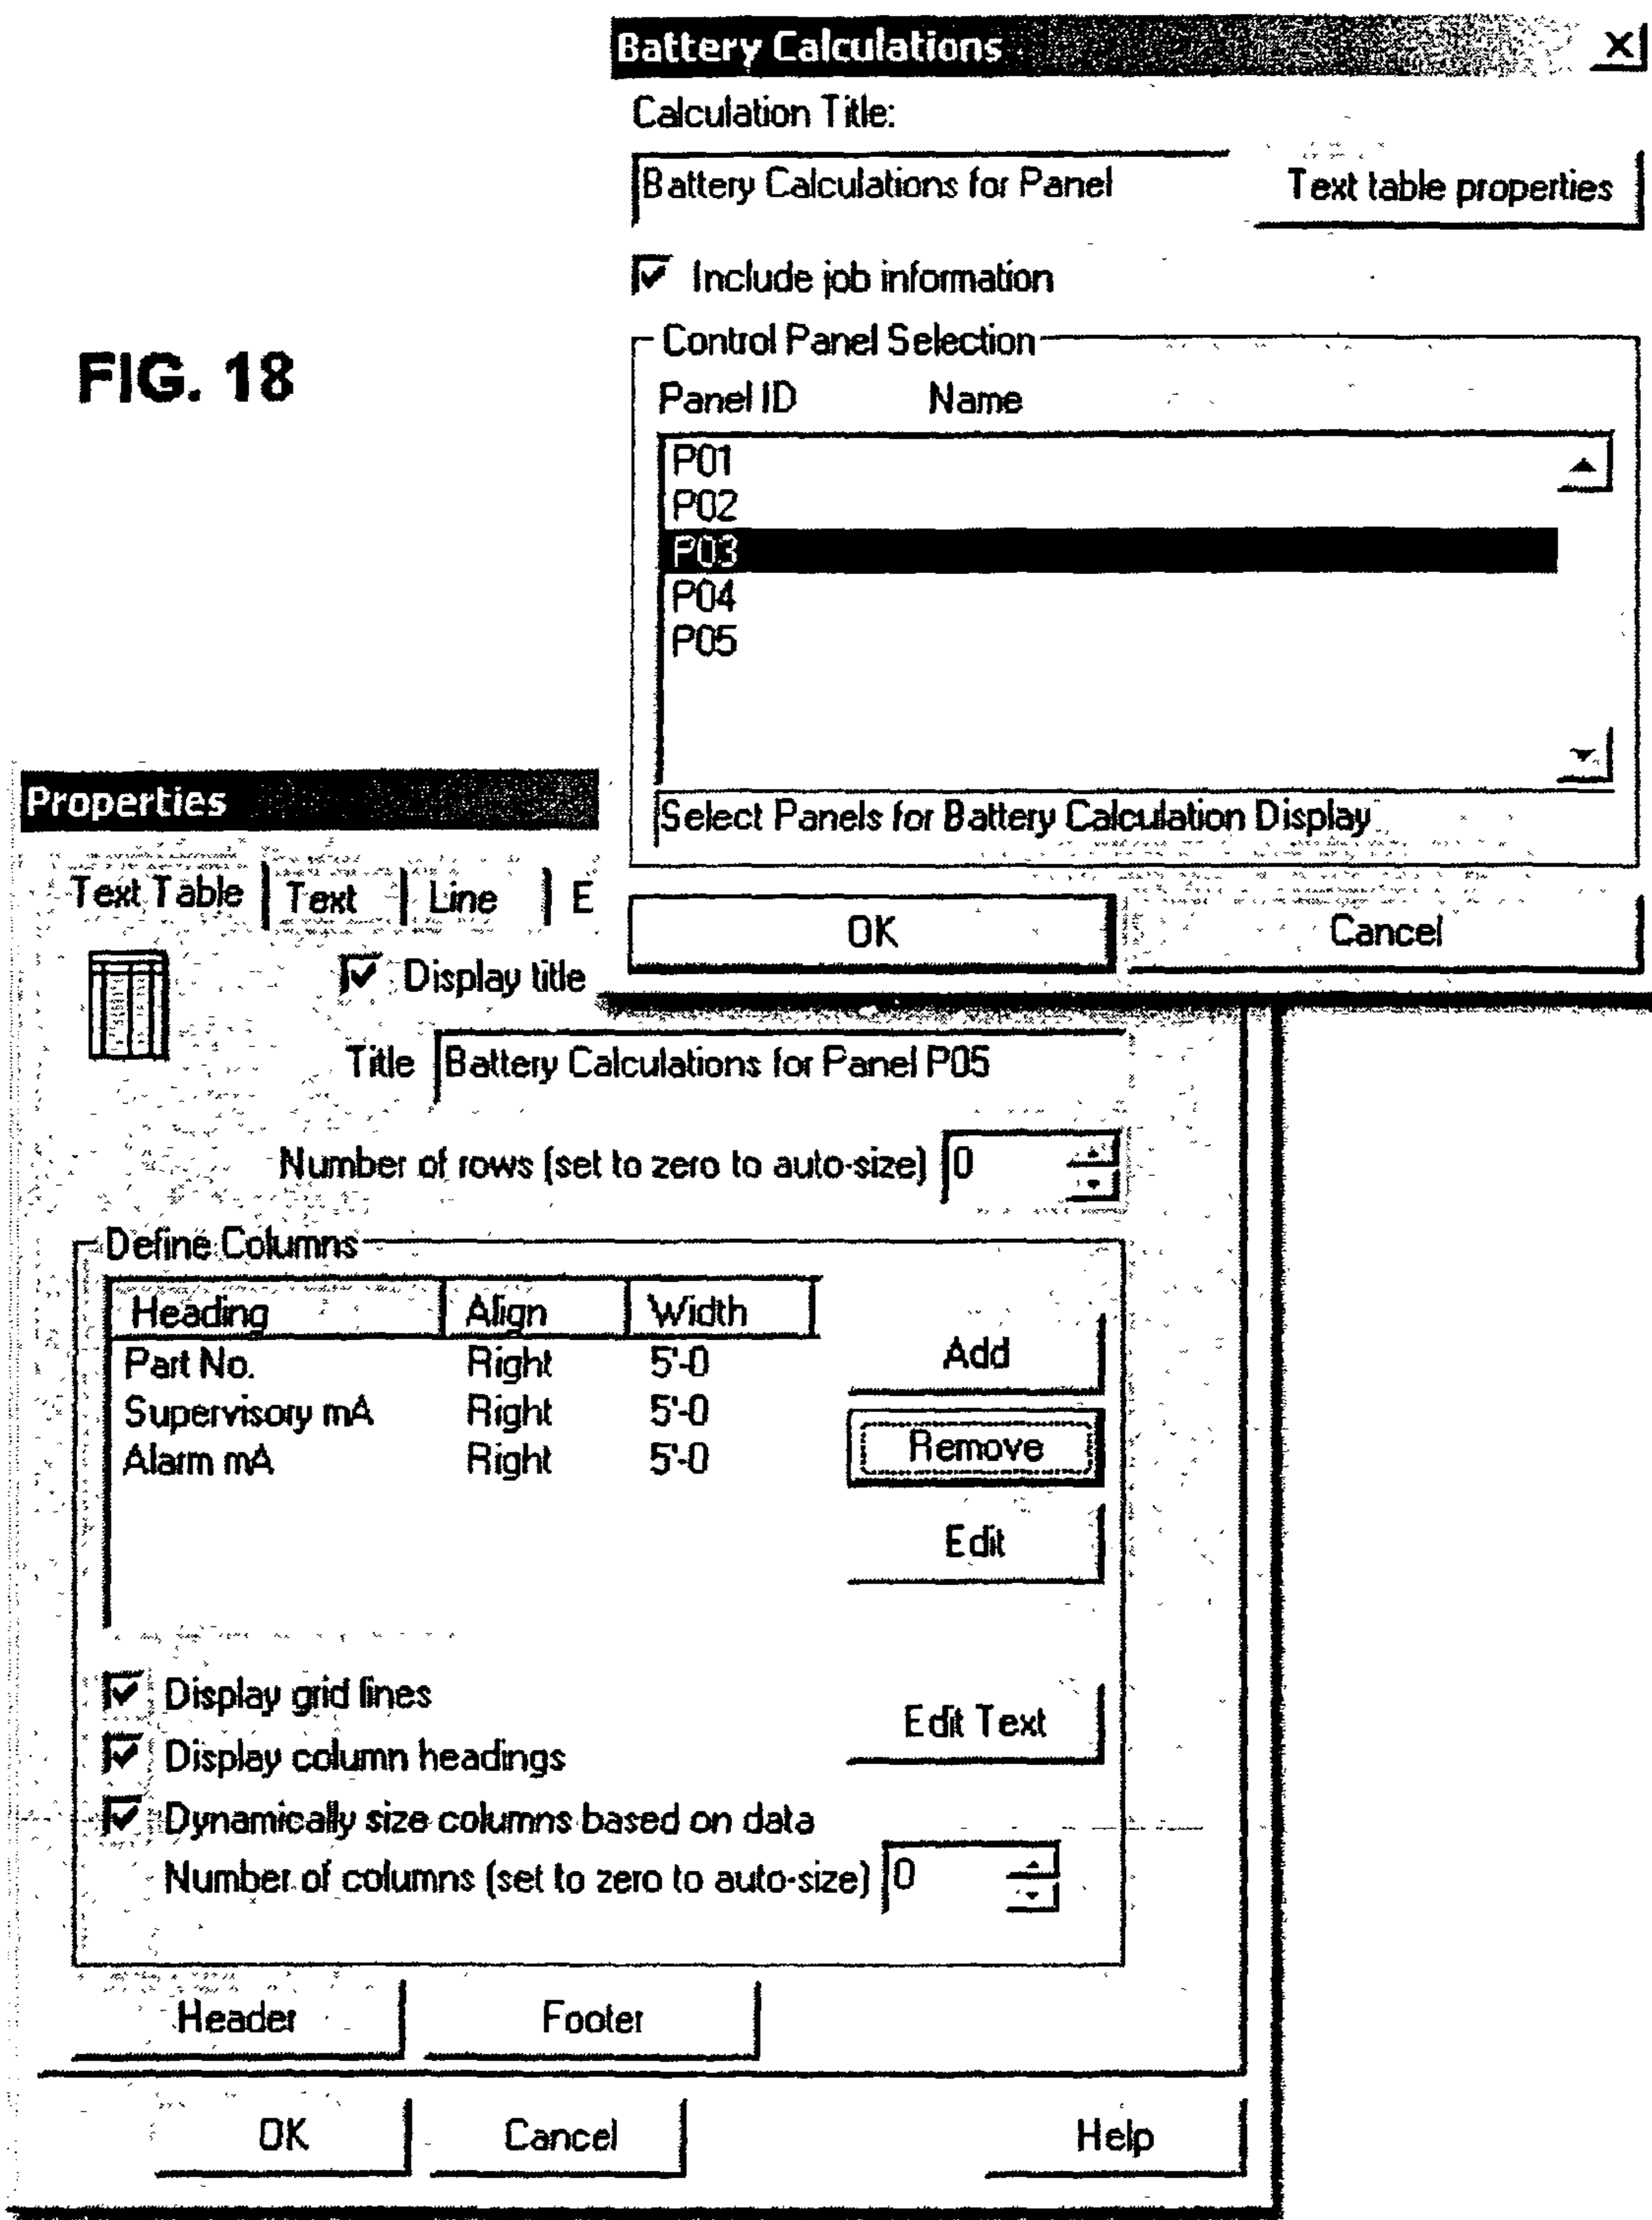 Battery Calculations X
Calculation Title:
Battery Calculations for Panel Text table properties
Include job information
FIG. 18
Control Panel Selection
Panel ID Name
P01
P02
P03
P04
P05
Select Panels for Battery Calculation Display
OK Cancel
Properties
Text Table Text Line E
Display title
Title Battery Calculations for Panel P05
Number of rows (set to zero to auto-size) 0
Define Columns
Heading Align Width
Part No. Right 5'-0
Supervisory mA Right 5'-0
Alarm mA Right 5'-0
Add
Remove
Edit
Display grid lines
Edit Text
Display column headings
Dynamically size columns based on data
Number of columns (set to zero to auto-size) 0
Header Footer
OK Cancel Help